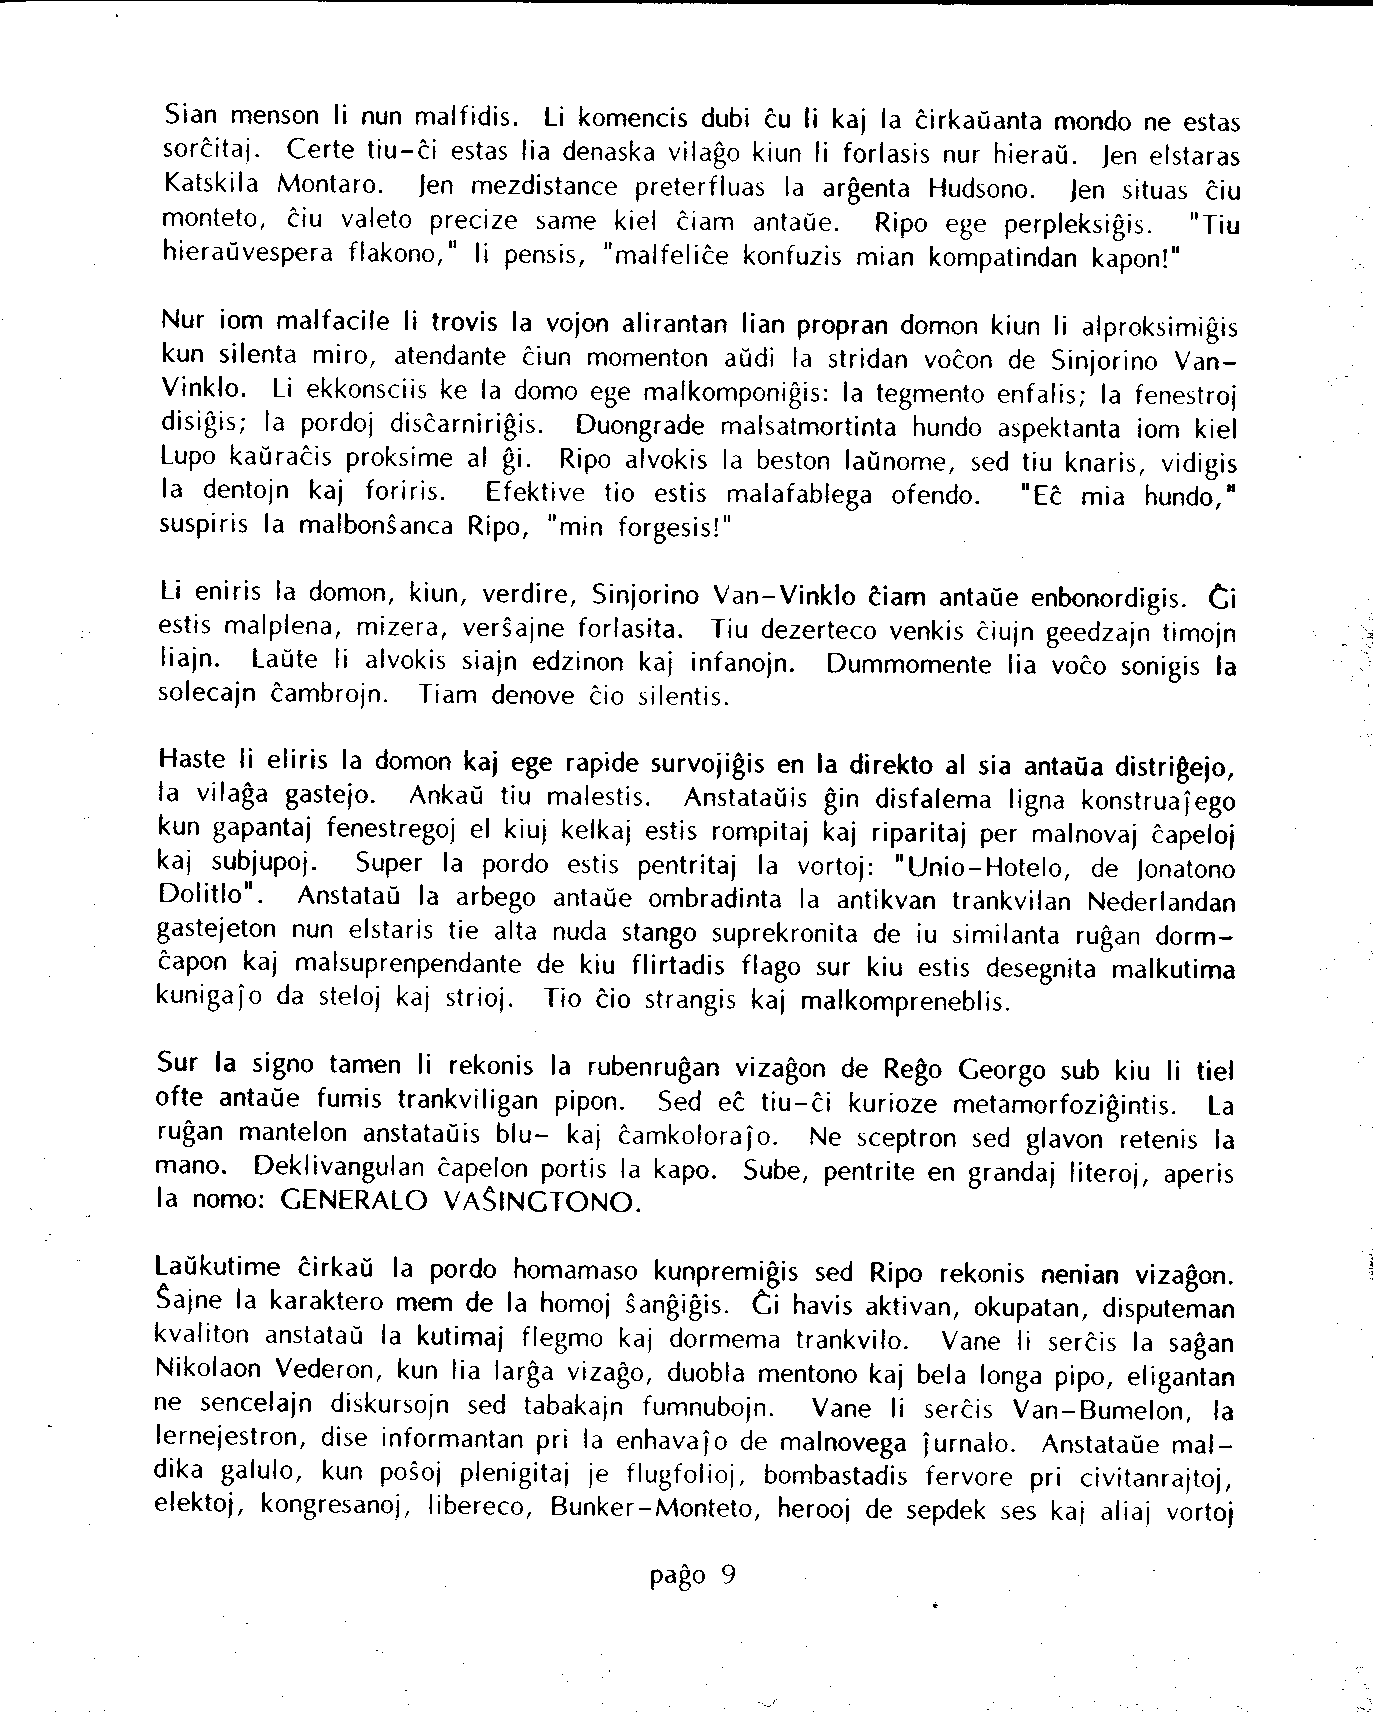 Sian menson li nun malfidis. Li komencis dubi ĉu li kaj la ĉirkaŭanta mondo ne estas
sorĉitaj. Certe tiu-ĉi estas lia denaska vilaĝo kiun li forlasis nur hieraŭ. Jen elstaras
Katskila Montaro. Jen mezdistance preterfluas la arĝenta Hudsono. Jen situas ĉiu
monteto, ĉiu valeto precize same kiel ĉiam antaŭe. Ripo ege perpleksiĝis. "Tiu
hieraŭvespera flakono," li pensis, "malfeliĉe konfuzis mian kompatindan kapon!"
Nur iom malfacile li trovis la vojon alirantan lian propran domon kiun li alproksimiĝis
kun silenta miro, atendante ĉiun momenton aŭdi la stridan voĉon de Sinjorino Van-
Vinklo. Li ekkonsciis ke la domo ege malkomponiĝis: la tegmento enfalis; la fenestroj
disiĝis; la pordoj disĉarniriĝis. Duongrade malsatmortinta hundo aspektanta iom kiel
Lupo kaŭraĉis proksime al ĝi. Ripo alvokis la beston laŭnome, sed tiu knaris, vidigis
la dentojn kaj foriris. Efektive tio estis malafablega ofendo. "Eĉ mia hundo,"
suspiris la malbonŝanca Ripo, "min forgesis!"
Li eniris la domon, kiun, verdire, Sinjorino Van-Vinklo ĉiam antaŭe enbonordigis. Ĝi
estis malplena, mizera, verŝajne forlasita. Tiu dezerteco venkis ĉiujn geedzajn timojn
liajn. Laŭte li alvokis siajn edzinon kaj infanojn. Dummomente lia voĉo sonigis la
solecajn ĉambrojn. Tiam denove ĉio silentis.
Haste li eliris la domon kaj ege rapide survojiĝis en la direkto al sia antaŭa distriĝejo,
la vilaĝa gastejo. Ankaŭ tiu malestis. Anstataŭis ĝin disfalema ligna konstruaĵego
kun gapantaj fenestregoj el kiuj kelkaj estis rompitaj kaj riparitaj per malnovaj ĉapeloj
kaj subjupoj. Super la pordo estis pentritaj la vortoj: "Unio-Hotelo, de Jonatono
Dolitlo". Anstataŭ la arbego antaŭe ombradinta la antikvan trankvilan Nederlandan
gastejeton nun elstaris tie alta nuda stango suprekronita de iu similanta ruĝan dorm-
ĉapon kaj malsuprenpendante de kiu flirtadis flago sur kiu estis desegnita malkutima
kunigaĵo da steloj kaj strioj. Tio ĉio strangis kaj malkompreneblis.
Sur la signo tamen li rekonis la rubenruĝan vizaĝon de Reĝo Georgo sub kiu li tiel
ofte antaŭe fumis trankviligan pipon. Sed eĉ tiu-ĉi kurioze metamorfoziĝintis. La
ruĝan mantelon anstataŭis blu- kaj ĉamkoloraĵo. Ne sceptron sed glavon retenis la
mano. Deklivangulan ĉapelon portis la kapo. Sube, pentrite en grandaj literoj, aperis
la nomo: GENERALO VAŜINGTONO.
Laŭkutime ĉirkaŭ la pordo homamaso kunpremiĝis sed Ripo rekonis nenian vizaĝon.
Ŝajne la karaktero mem de la homoj ŝanĝiĝis. Ĝi havis aktivan, okupatan, disputeman
kvaliton anstataŭ la kutimaj flegmo kaj dormema trankvilo. Vane li serĉis la saĝan
Nikolaon Vederon, kun lia larĝa vizaĝo, duobla mentono kaj bela longa pipo, eligantan
ne sencelajn diskursojn sed tabakajn fumnubojn. Vane li serĉis Van-Bumelon, la
lernejestron, dise informantan pri la enhavaĵo de malnovega ĵurnalo. Anstataŭe mal-
dika galulo, kun poŝoj plenigitaj je flugfolioj, bombastadis fervore pri civitanrajtoj,
elektoj, kongresanoj, libereco, Bunker-Monteto, herooj de sepdek ses kaj aliaj vortoj
paĝo 9